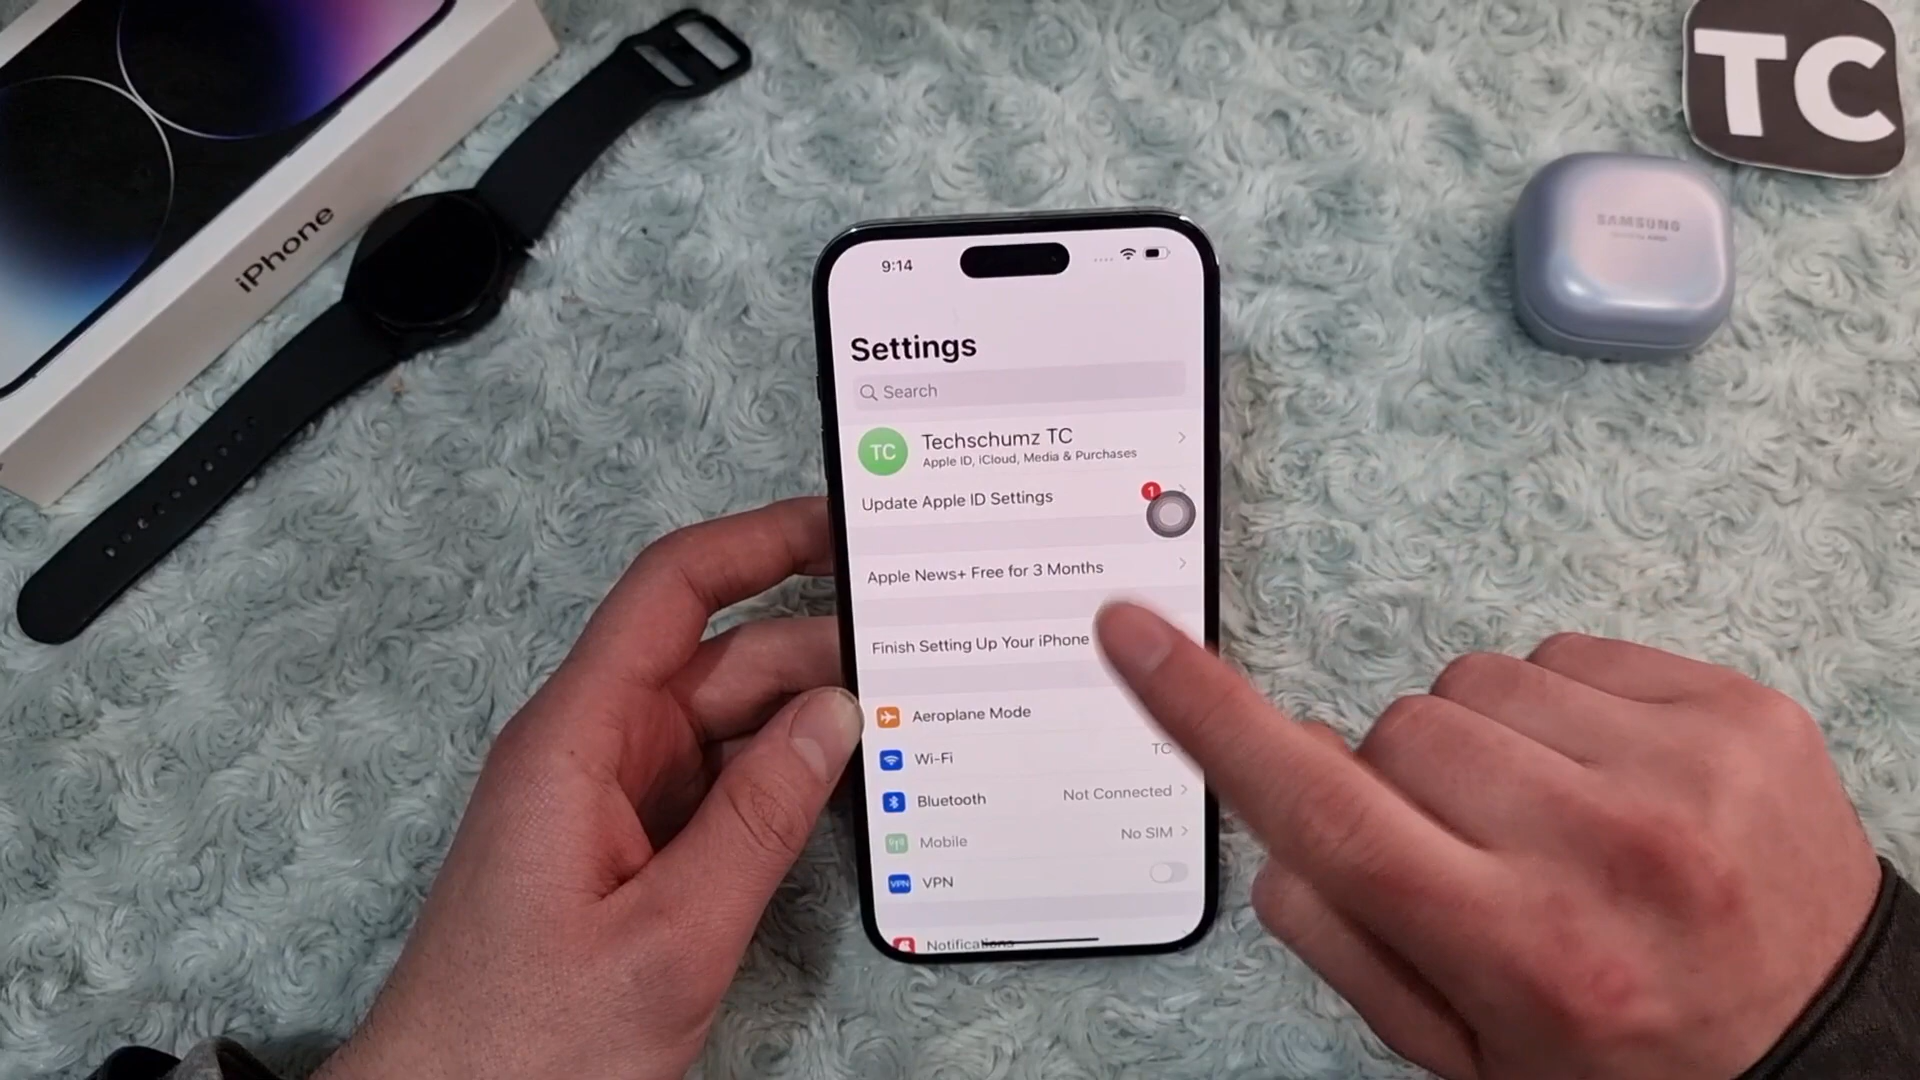 iPhone
TC
SAMSUNG
9:14
Settings
Search
TC
Techschumz TC
Apple ID, iCloud, Media & Purchases
Update Apple ID Settings
1
Apple News+ Free for 3 Months
Finish Setting Up Your iPhone
Aeroplane Mode
Wi-Fi
TC
Bluetooth
Not Connected
Mobile
No SIM
VPN
VPN
Notifications